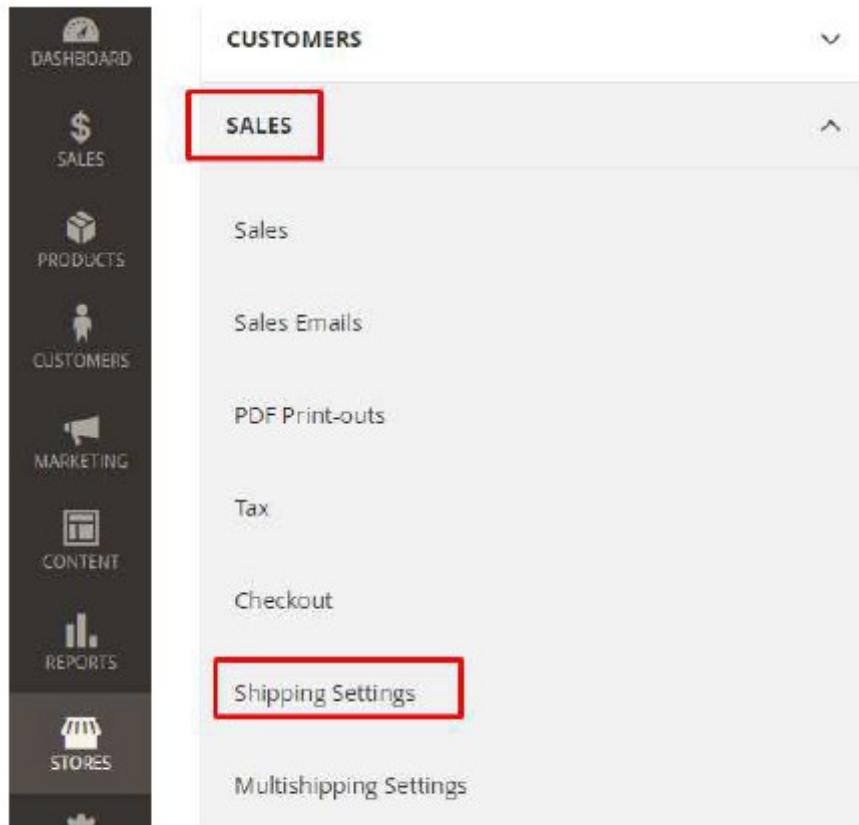 DASHBOARD
SALES
PRODUCTS
CUSTOMERS
MARKETING
CONTENT
REPORTS
STORES
CUSTOMERS
SALES
Sales
Sales Emails
PDF Print-outs
Tax
Checkout
Shipping Settings
Multishipping Settings